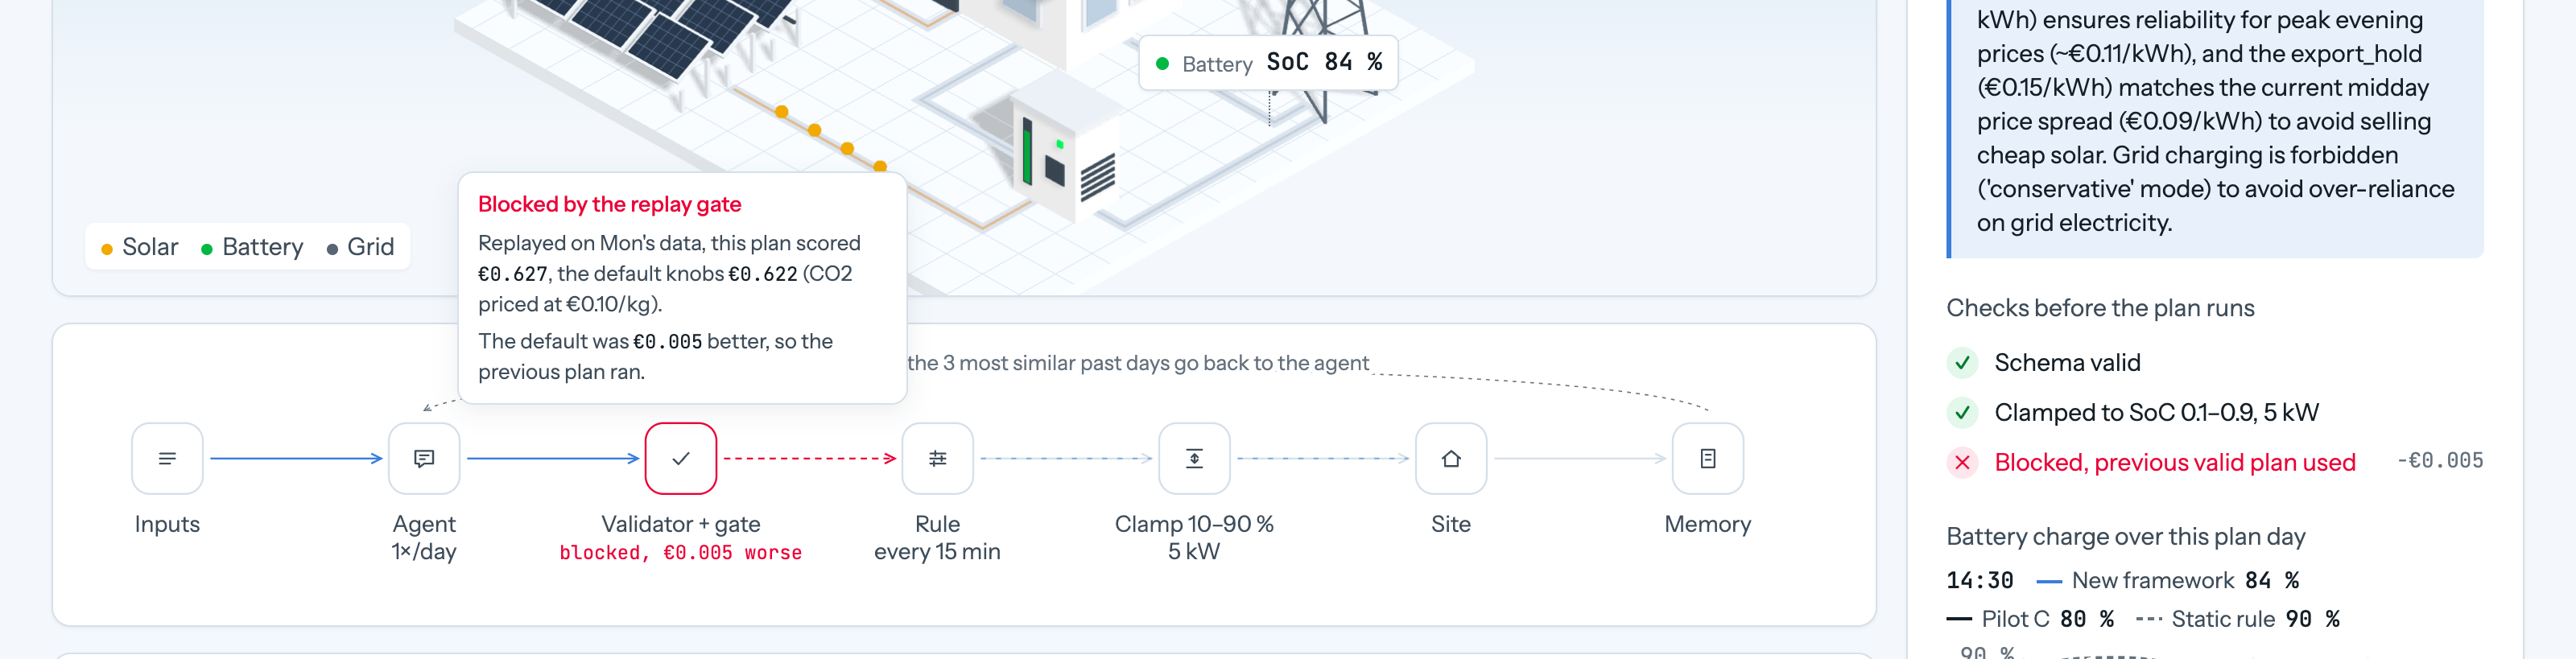 Battery SoC 84 %
Solar Battery Grid
Blocked by the replay gate
Replayed on Mon's data, this plan scored
€0.627, the default knobs €0.622 (CO2
priced at €0.10/kg).
The default was €0.005 better, so the
previous plan ran.
the 3 most similar past days go back to the agent
Inputs
Agent
1×/day
Validator + gate
blocked, €0.005 worse
Rule
every 15 min
Clamp 10–90 %
5 kW
Site
Memory
kWh) ensures reliability for peak evening
prices (~€0.11/kWh), and the export_hold
(€0.15/kWh) matches the current midday
price spread (€0.09/kWh) to avoid selling
cheap solar. Grid charging is forbidden
('conservative' mode) to avoid over-reliance
on grid electricity.
Checks before the plan runs
Schema valid
Clamped to SoC 0.1–0.9, 5 kW
Blocked, previous valid plan used -€0.005
Battery charge over this plan day
14:30 New framework 84 %
Pilot C 80 % Static rule 90 %
90 %